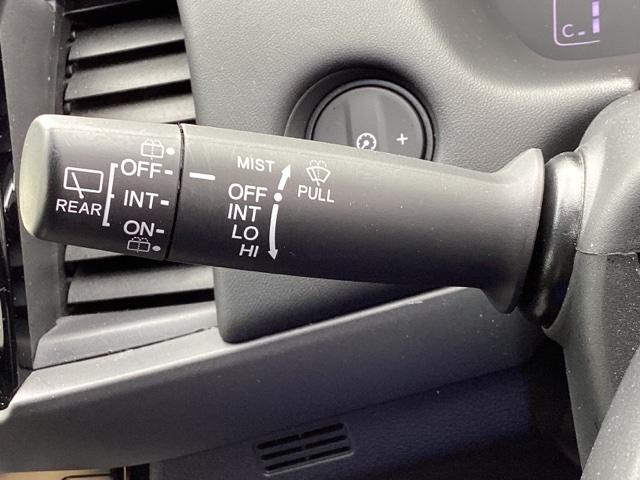 REAR
OFF
INT
ON
MIST
OFF
INT
LO
HI
PULL
+
C